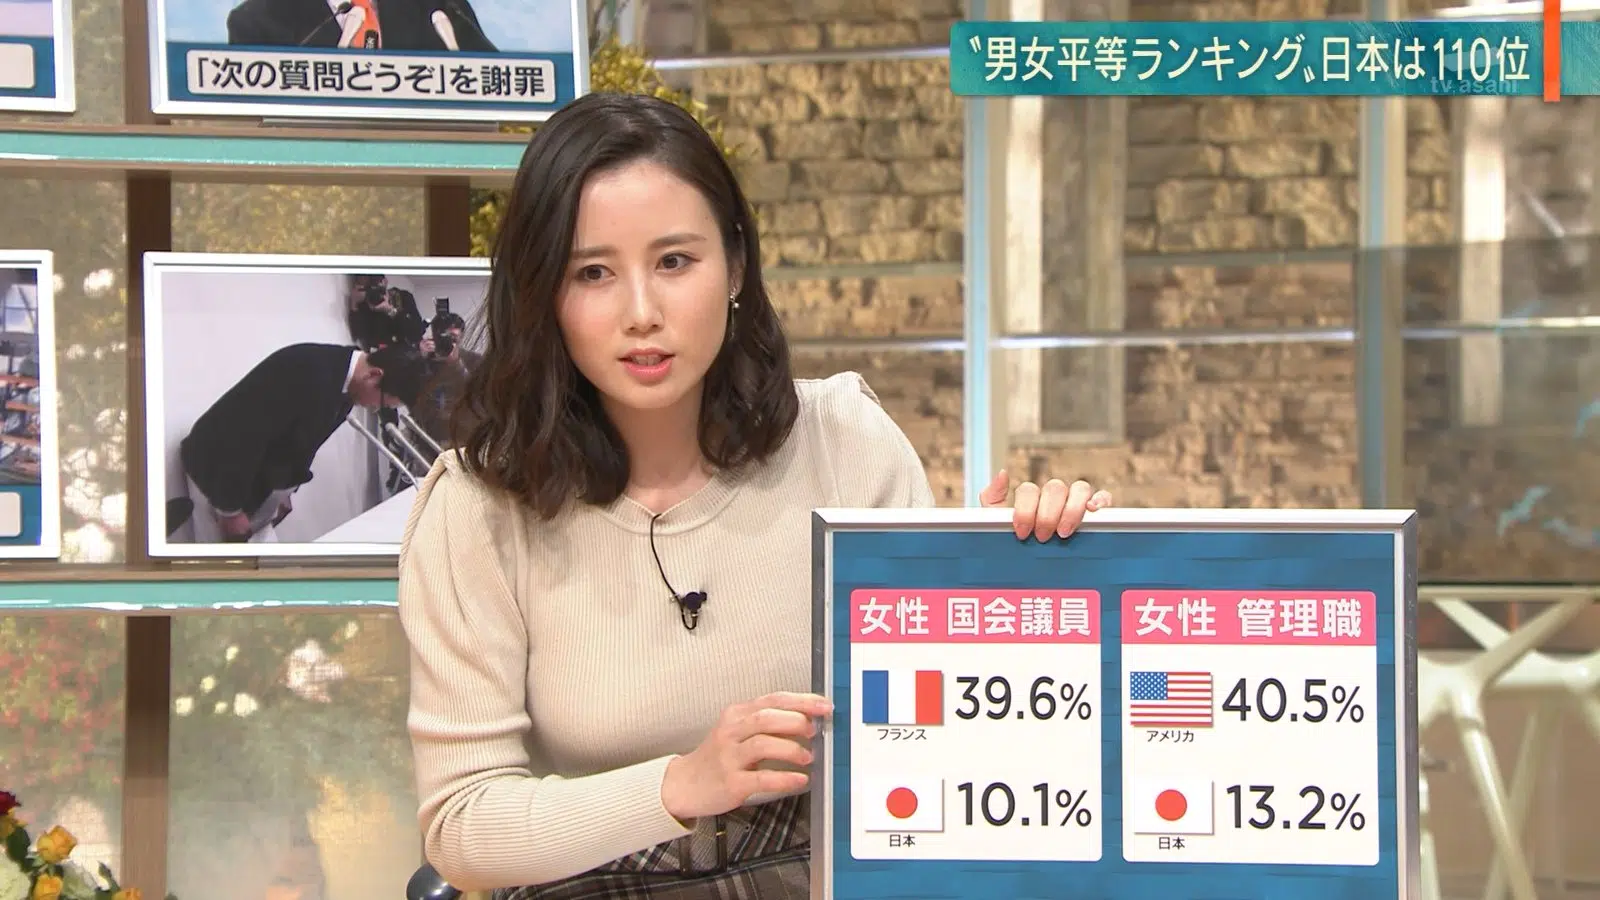 「次の質問どうぞ」を謝罪
〝男女平等ランキング〟日本は110位
tv asahi
女性 国会議員
フランス
39.6%
日本
10.1%
女性 管理職
アメリカ
40.5%
日本
13.2%